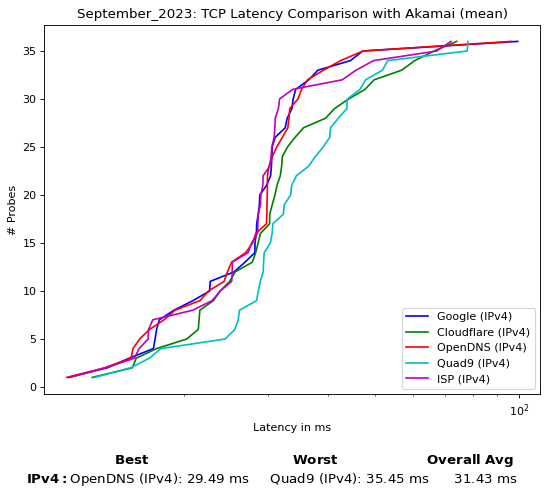 September_2023: TCP Latency Comparison with Akamai (mean)
# Probes
35
30
25
20
15
10
5
0
Google (IPv4)
Cloudflare (IPv4)
OpenDNS (IPv4)
Quad9 (IPv4)
ISP (IPv4)
10²
Latency in ms
Best Worst Overall Avg
IPv4: OpenDNS (IPv4): 29.49 ms Quad9 (IPv4): 35.45 ms 31.43 ms